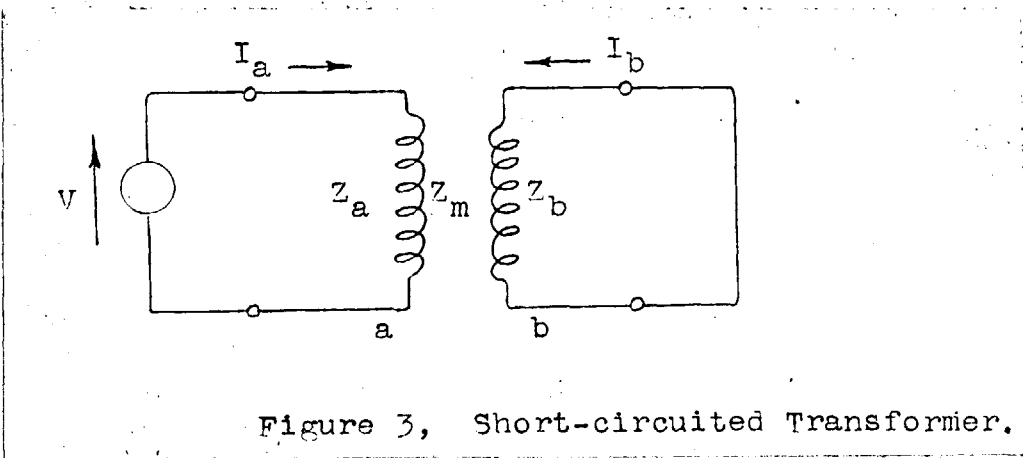 I_a
I_b
V
Z_a
Z_m
Z_b
a
b
Figure 3, Short-circuited Transformer.